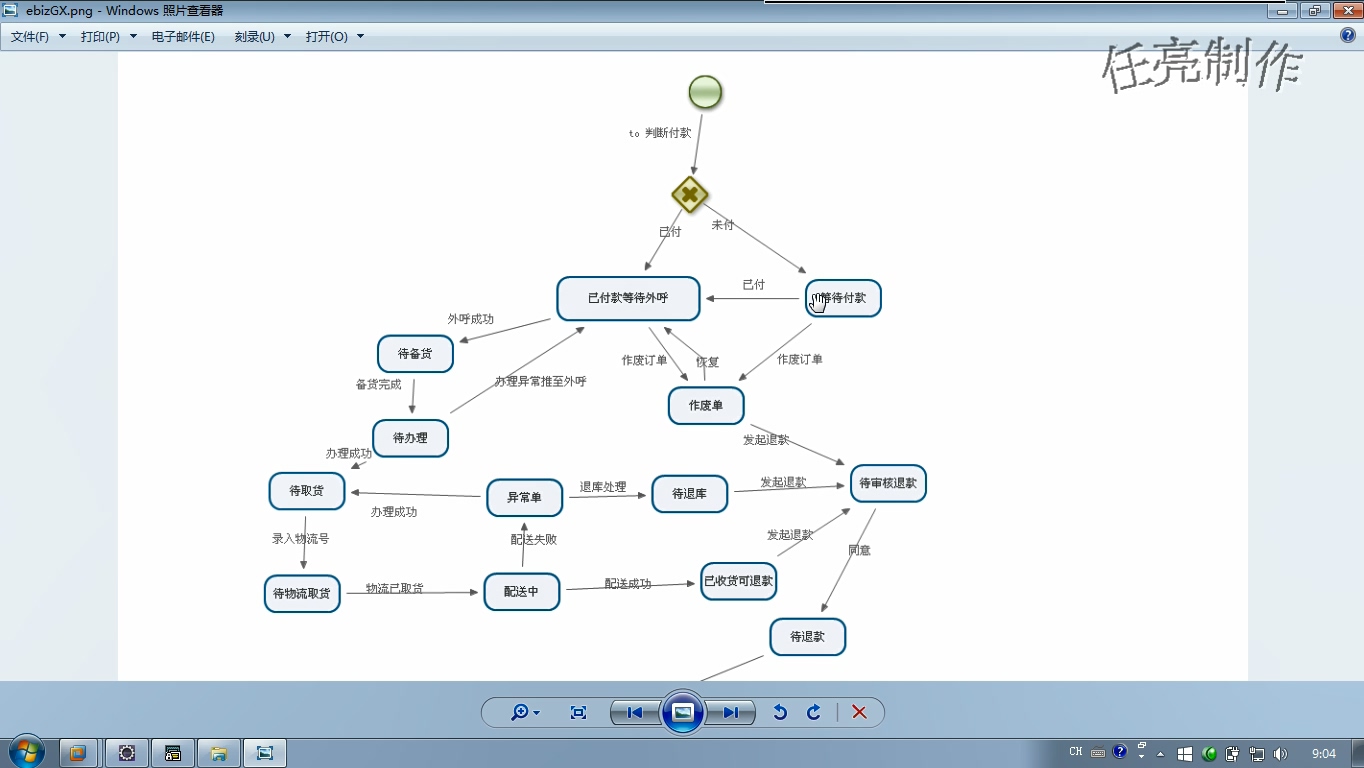 ebizGX.png - Windows 照片查看器
文件(F) 打印(P) 电子邮件(E) 刻录(U) 打开(O)
任亮制作
to 判断付款
已付
未付
已付款等待外呼
已付
等待付款
外呼成功
待备货
作废订单
恢复
作废订单
备货完成
办理异常推至外呼
作废单
待办理
发起退款
办理成功
待取货
异常单
退库处理
待退库
发起退款
待审核退款
办理成功
录入物流号
配送失败
发起退款
同意
待物流取货
物流已取货
配送中
配送成功
已收货可退款
待退款
CH
9:04